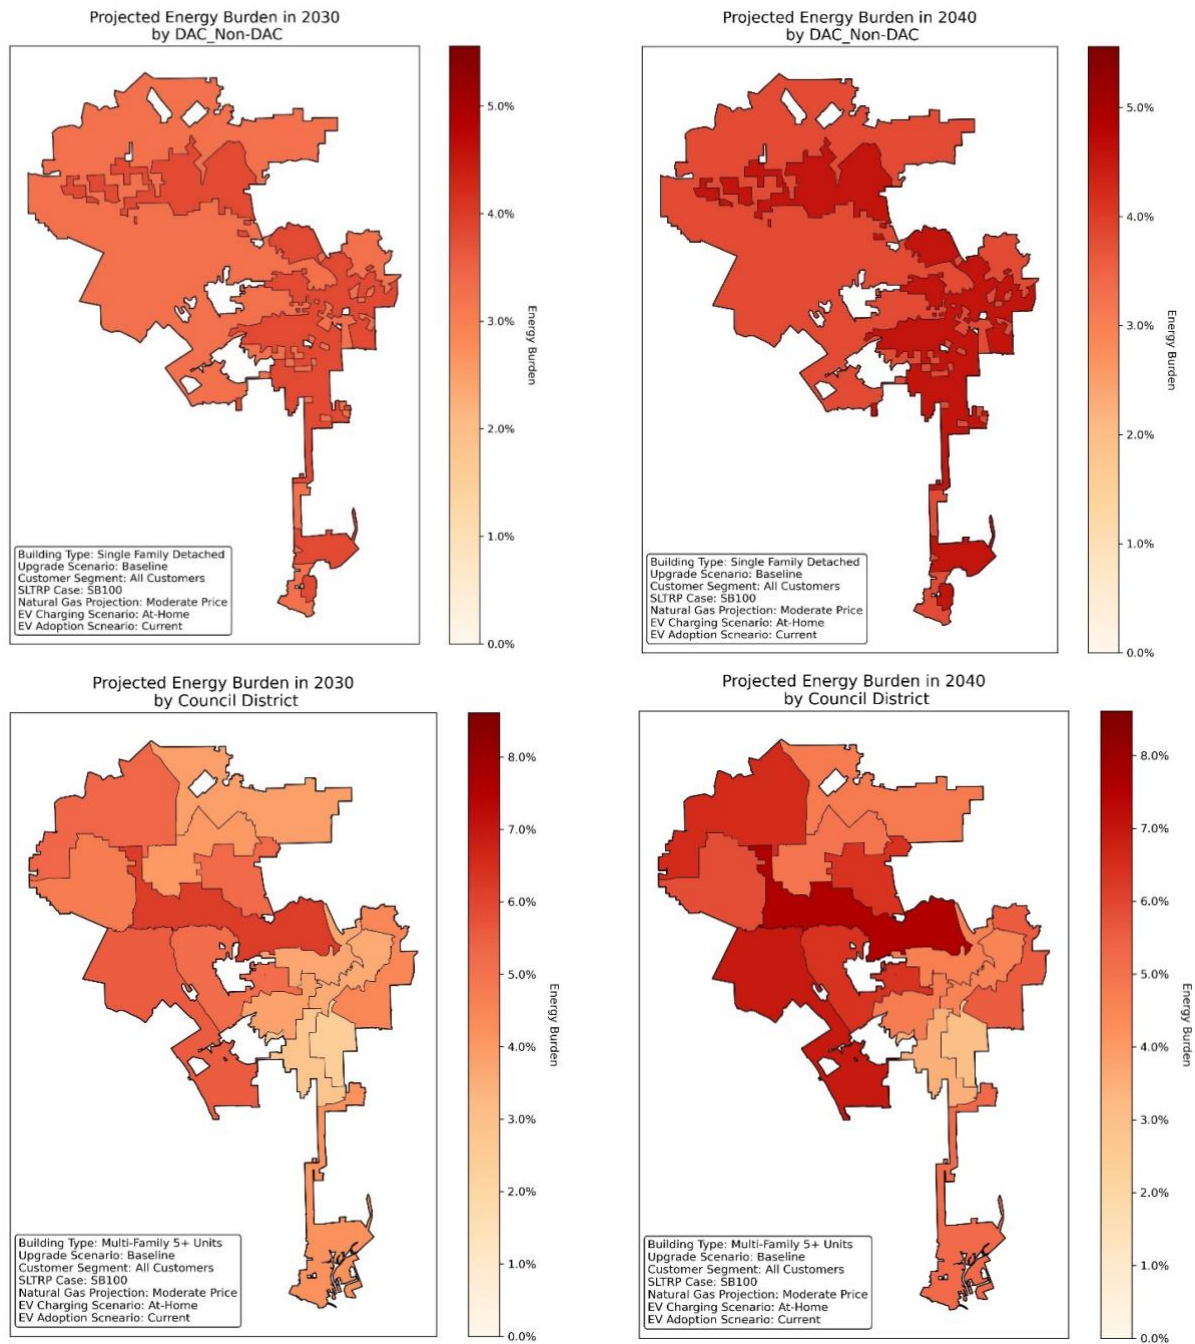 Projected Energy Burden in 2030
by DAC_Non-DAC
5.0%
4.0%
3.0%
2.0%
1.0%
0.0%
Energy Burden
Building Type: Single Family Detached
Upgrade Scenario: Baseline
Customer Segment: All Customers
SLTRP Case: SB100
Natural Gas Projection: Moderate Price
EV Charging Scenario: At-Home
EV Adoption Scneario: Current
Projected Energy Burden in 2040
by DAC_Non-DAC
5.0%
4.0%
3.0%
2.0%
1.0%
0.0%
Energy Burden
Building Type: Single Family Detached
Upgrade Scenario: Baseline
Customer Segment: All Customers
SLTRP Case: SB100
Natural Gas Projection: Moderate Price
EV Charging Scenario: At-Home
EV Adoption Scneario: Current
Projected Energy Burden in 2030
by Council District
8.0%
7.0%
6.0%
5.0%
4.0%
3.0%
2.0%
1.0%
0.0%
Energy Burden
Building Type: Multi-Family 5+ Units
Upgrade Scenario: Baseline
Customer Segment: All Customers
SLTRP Case: SB100
Natural Gas Projection: Moderate Price
EV Charging Scenario: At-Home
EV Adoption Scneario: Current
Projected Energy Burden in 2040
by Council District
8.0%
7.0%
6.0%
5.0%
4.0%
3.0%
2.0%
1.0%
0.0%
Energy Burden
Building Type: Multi-Family 5+ Units
Upgrade Scenario: Baseline
Customer Segment: All Customers
SLTRP Case: SB100
Natural Gas Projection: Moderate Price
EV Charging Scenario: At-Home
EV Adoption Scneario: Current